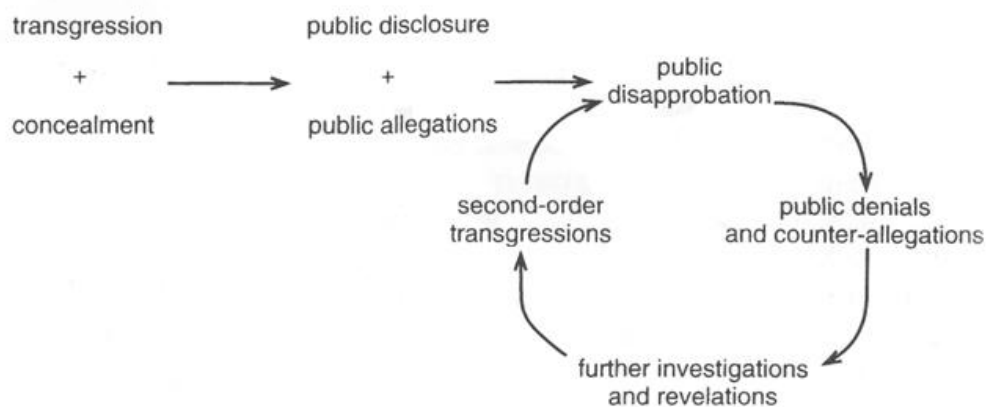 transgression
+
concealment
public disclosure
+
public allegations
public
disapprobation
public denials
and counter-allegations
further investigations
and revelations
second-order
transgressions